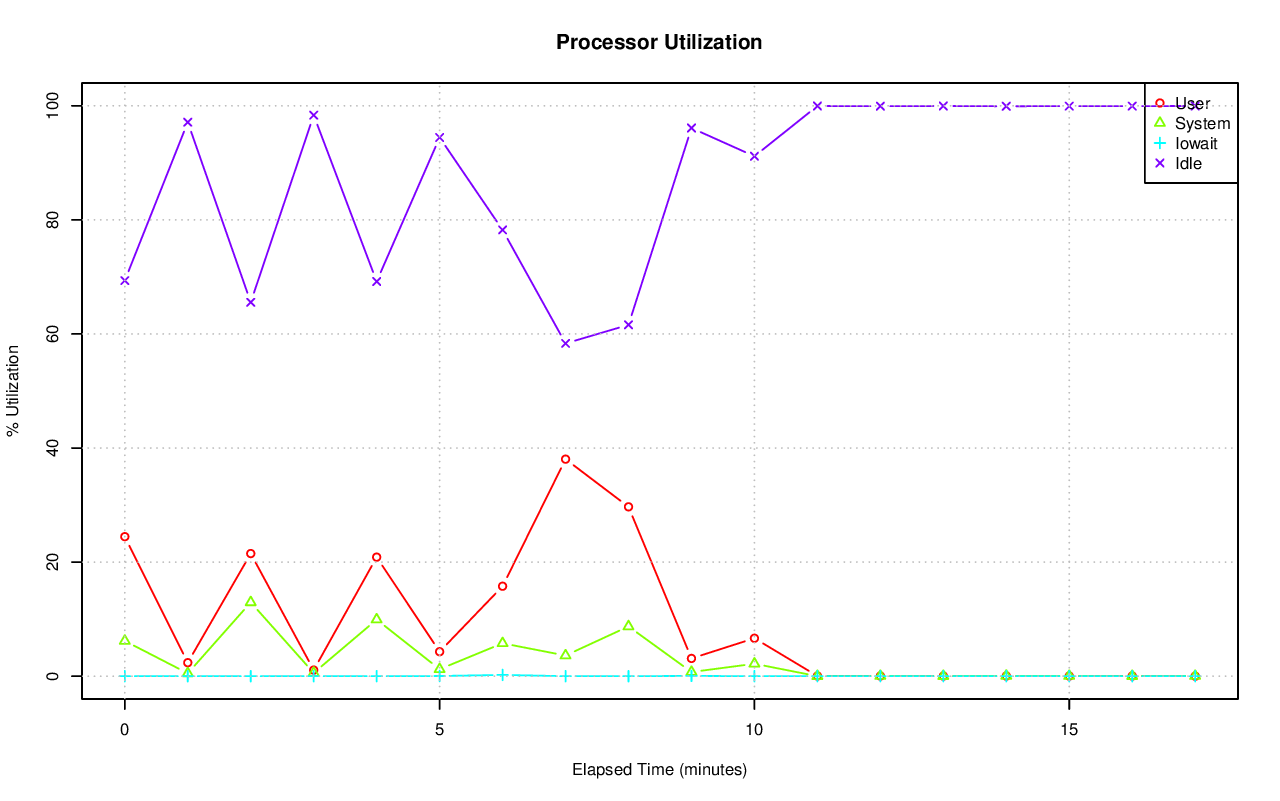 Processor Utilization
% Utilization
100
80
60
40
20
0
User
System
Iowait
Idle
0 5 10 15
Elapsed Time (minutes)